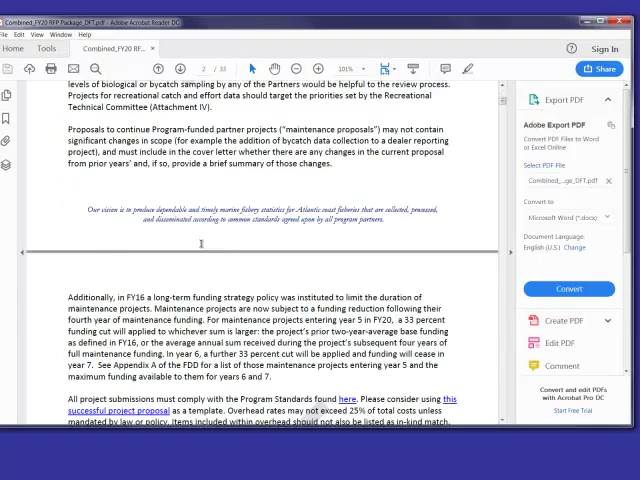 Combined_FY20 RFP Package_DFT.pdf - Adobe Acrobat Reader DC
File Edit View Window Help
Home Tools Combined_FY20 RFP... × Sign In
2 / 33 101% Share
levels of biological or bycatch sampling by any of the Partners would be helpful to the review process.
Projects for recreational catch and effort data should target the priorities set by the Recreational
Technical Committee (Attachment IV).
Proposals to continue Program-funded partner projects (“maintenance proposals”) may not contain
significant changes in scope (for example the addition of bycatch data collection to a dealer reporting
project), and must include in the cover letter whether there are any changes in the current proposal
from prior years’ and, if so, provide a brief summary of those changes.
Our vision is to produce dependable and timely marine fishery statistics for Atlantic coast fisheries that are collected, processed,
and disseminated according to common standards agreed upon by all program partners.
Additionally, in FY16 a long-term funding strategy policy was instituted to limit the duration of
maintenance projects. Maintenance projects are now subject to a funding reduction following their
fourth year of maintenance funding. For maintenance projects entering year 5 in FY20, a 33 percent
funding cut will applied to whichever sum is larger: the project’s prior two-year-average base funding
as defined in FY16, or the average annual sum received during the project’s subsequent four years of
full maintenance funding. In year 6, a further 33 percent cut will be applied and funding will cease in
year 7. See Appendix A of the FDD for a list of those maintenance projects entering year 5 and the
maximum funding available to them for years 6 and 7.
All project submissions must comply with the Program Standards found here. Please consider using this
successful project proposal as a template. Overhead rates may not exceed 25% of total costs unless
mandated by law or policy. Items included within overhead should not also be listed as in-kind match.
Export PDF
Adobe Export PDF
Convert PDF Files to Word
or Excel Online
Select PDF File
Combined_...ge_DFT.pdf ×
Convert to
Microsoft Word (*.docx)
Document Language:
English (U.S.) Change
Convert
Create PDF
Edit PDF
Comment
Convert and edit PDFs
with Acrobat Pro DC
Start Free Trial